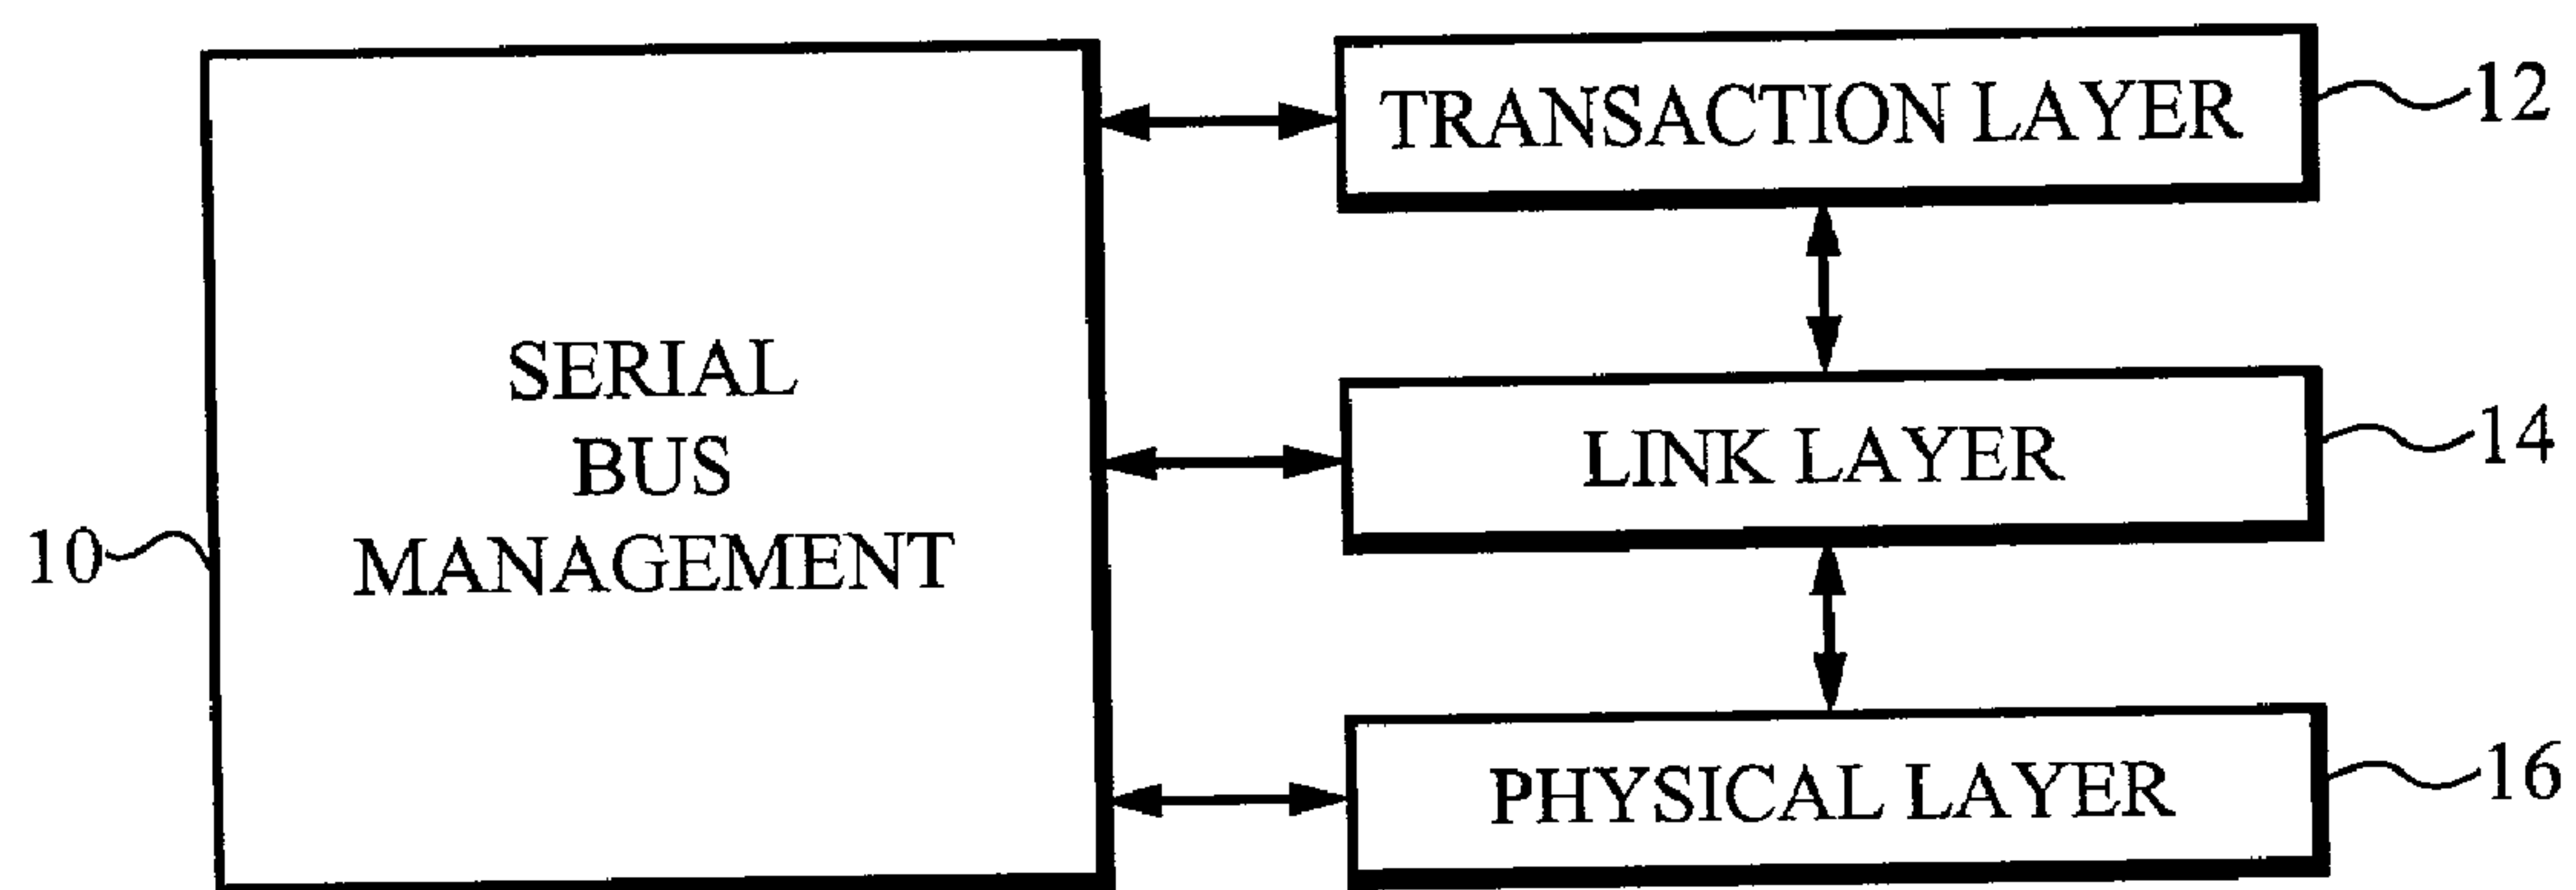 TRANSACTION LAYER
12
SERIAL
BUS
MANAGEMENT
10
LINK LAYER
14
PHYSICAL LAYER
16